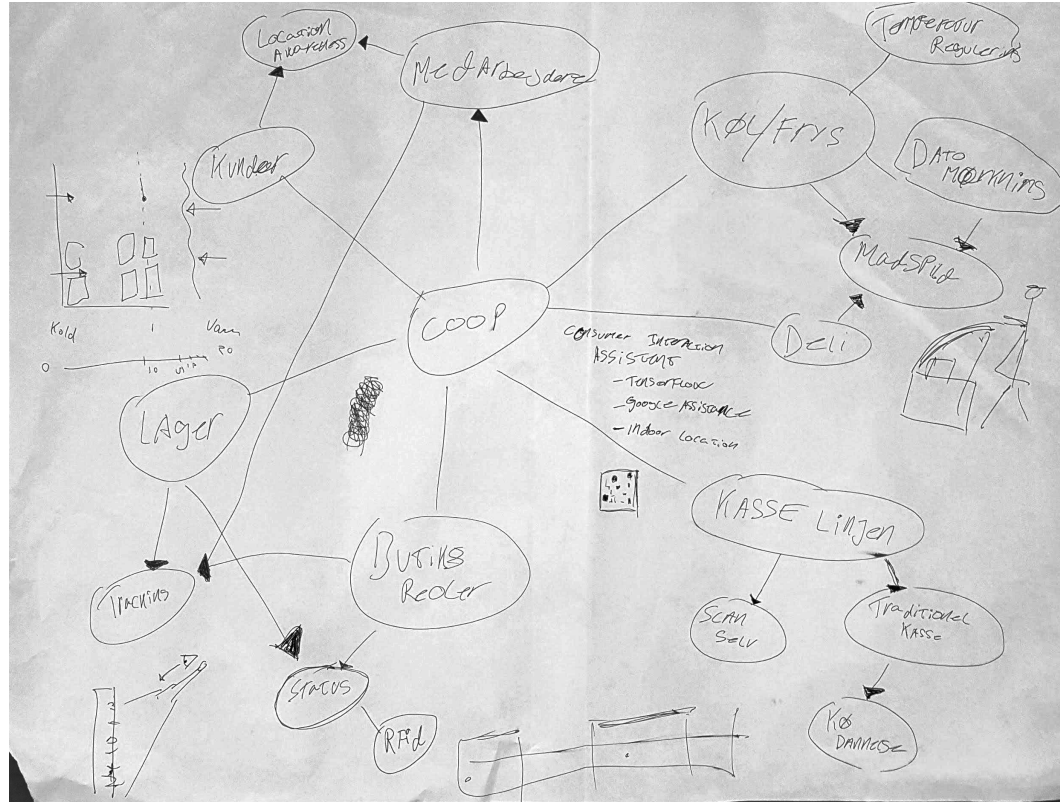 Location
Awareness
Medarbejdere
Temperatur
Regulering
KØL/Frys
Kunder
Dato
Mærkning
MadSpild
COOP
Deli
Kold
Varm
0
10
20
Consumer Interaction
Assistant
- Tensorflow
- Google Assistance
- Indoor Location
LAger
KASSE Linjen
Butiks
Reoler
Tracking
Scan
Selv
Traditionel
Kasse
Status
RFid
KØ
Dannelse